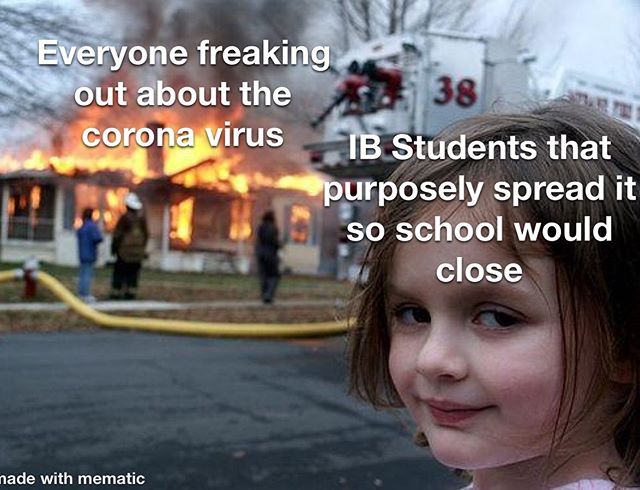 Everyone freaking
out about the
corona virus
38
IB Students that
purposely spread it
so school would
close
made with mematic